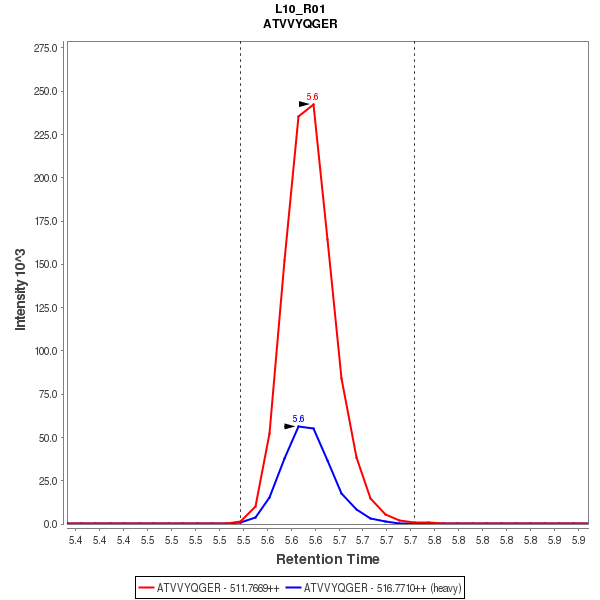 L10_R01
ATVVYQGER
275.0
250.0
225.0
200.0
175.0
150.0
125.0
100.0
75.0
50.0
25.0
0.0
Intensity 10^3
5.6
5.6
5.4 5.4 5.4 5.5 5.5 5.5 5.5 5.5 5.6 5.6 5.6 5.7 5.7 5.7 5.7 5.8 5.8 5.8 5.8 5.9 5.9 5.9
Retention Time
ATVVYQGER - 511.7669++ ATVVYQGER - 516.7710++ (heavy)